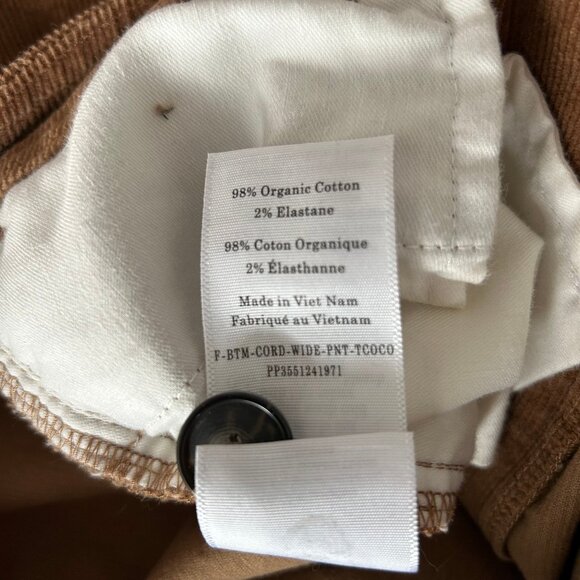 98% Organic Cotton
2% Elastane
98% Coton Organique
2% Élasthanne
Made in Viet Nam
Fabriqué au Vietnam
F-BTM-CORD-WIDE-PNT-TCOCO
PP3551241971